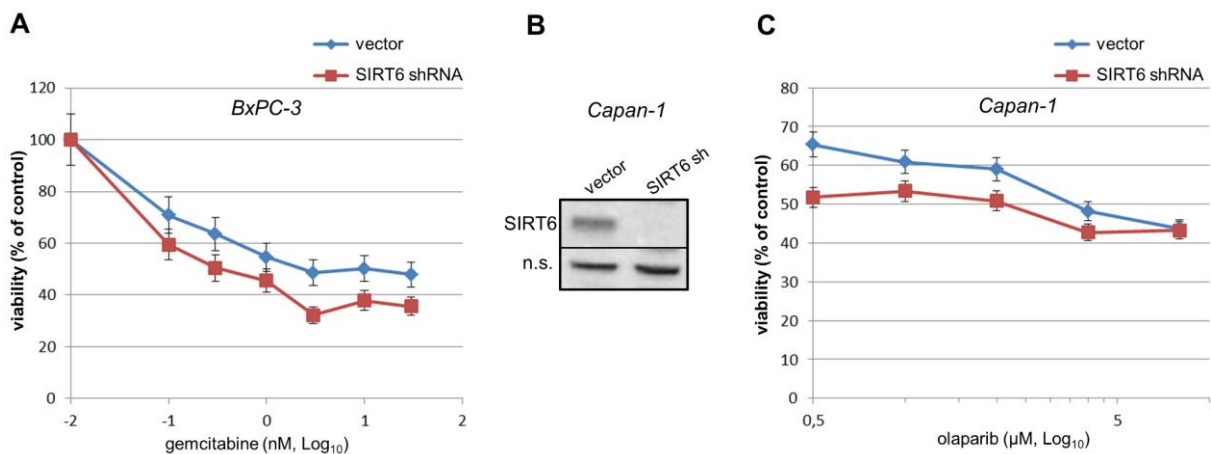 A
vector
SIRT6 shRNA
BxPC-3
viability (% of control)
120
100
80
60
40
20
0
-2 -1 0 1 2
gemcitabine (nM, Log10)
B
Capan-1
vector SIRT6 sh
SIRT6
n.s.
C
vector
SIRT6 shRNA
Capan-1
viability (% of control)
80
70
60
50
40
30
20
10
0
0,5 5
olaparib (µM, Log10)